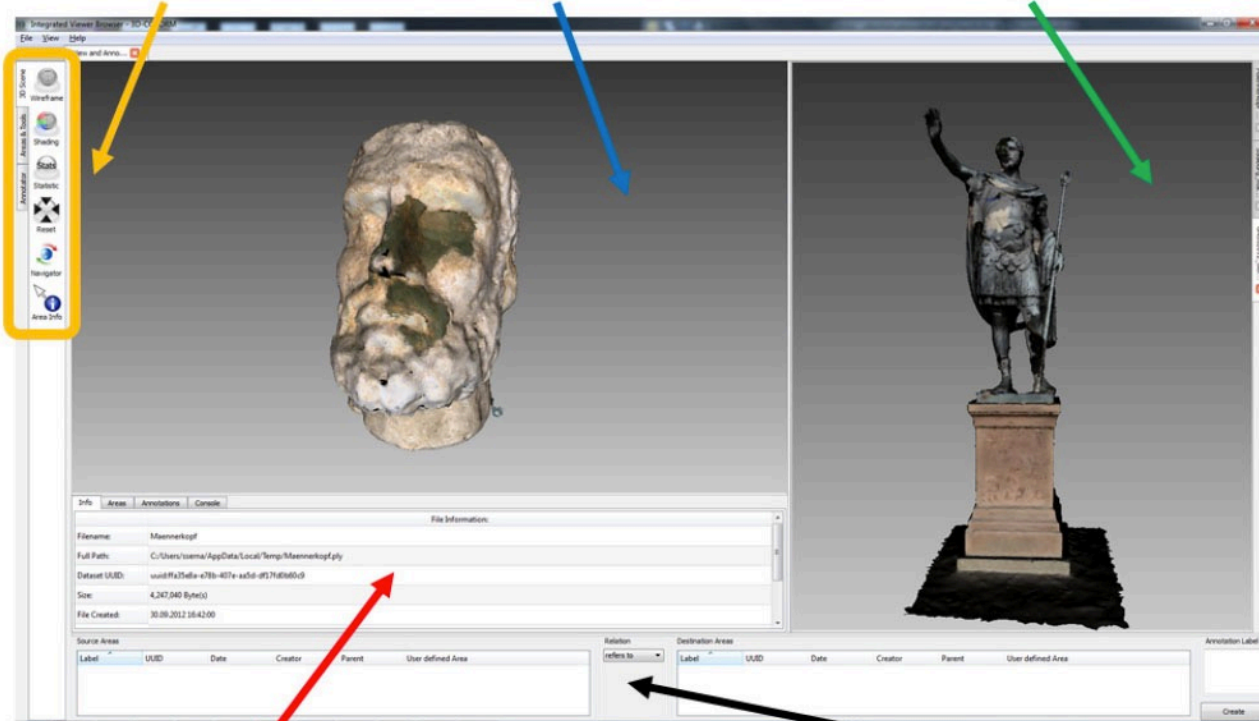 Integrated Viewer Browser - 3D-COFORM
File View Help
View and Anno...
3D Scene
Areas & Tools
Annotator
Wireframe
Shading
Stats
Statistic
Reset
Navigator
Area Info
Info Areas Annotations Console
File Information:
Filename: Maennerkopf
Full Path: C:/Users/ssema/AppData/Local/Temp/Maennerkopf.ply
Size: 4,247,040 Byte(s)
File Created: 30.09.2012 16:42:00
Source Areas Relation Destination Areas Annotation Label
Label UUID Date Creator Parent User defined Area refers to Label UUID Date Creator Parent User defined Area
Create